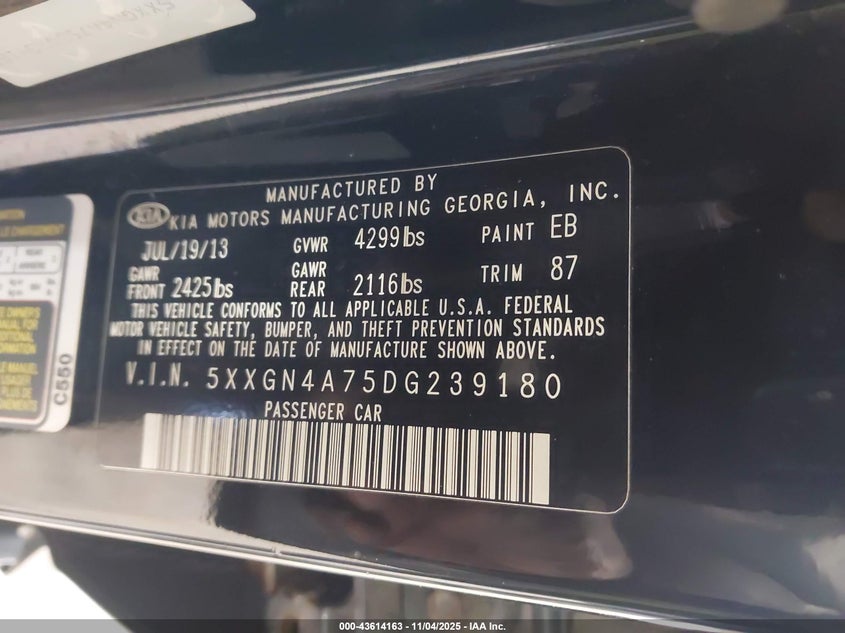 MANUFACTURED BY
KIA KIA MOTORS MANUFACTURING GEORGIA, INC.
JUL/19/13 GVWR 4299lbs PAINT EB
GAWR FRONT 2425lbs GAWR REAR 2116lbs TRIM 87
THIS VEHICLE CONFORMS TO ALL APPLICABLE U.S.A. FEDERAL
MOTOR VEHICLE SAFETY, BUMPER, AND THEFT PREVENTION STANDARDS
IN EFFECT ON THE DATE OF MANUFACTURE SHOWN ABOVE.
V.I.N. 5XXGN4A75DG239180
PASSENGER CAR
C550
000-43614163 - 11/04/2025 - IAA Inc.